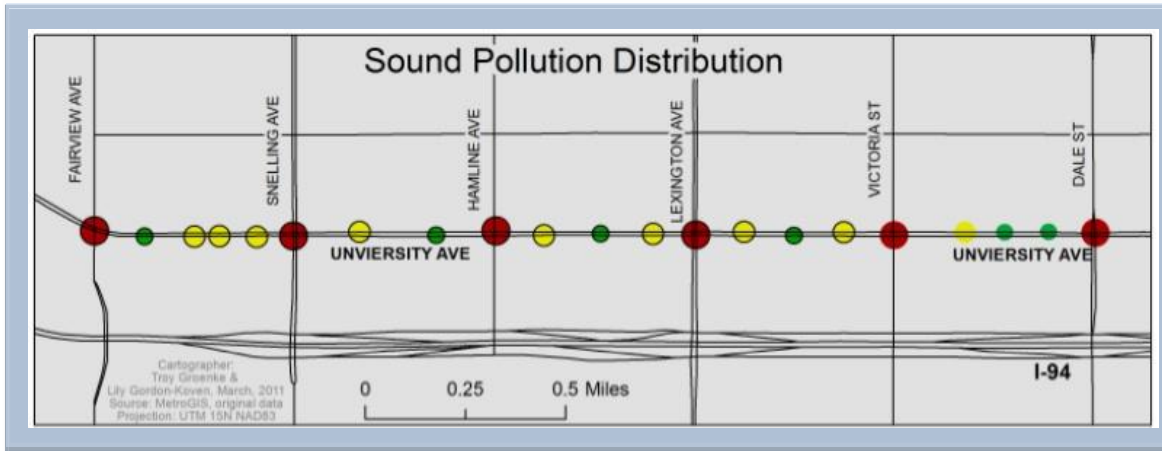 Sound Pollution Distribution
FAIRVIEW AVE
SNELLING AVE
HAMLINE AVE
LEXINGTON AVE
VICTORIA ST
DALE ST
UNVIERSITY AVE
UNVIERSITY AVE
I-94
Cartographer:
Troy Groenke &
Lily Gordon-Koven, March, 2011
Source: MetroGIS, original data
Projection: UTM 15N NAD83
0 0.25 0.5 Miles